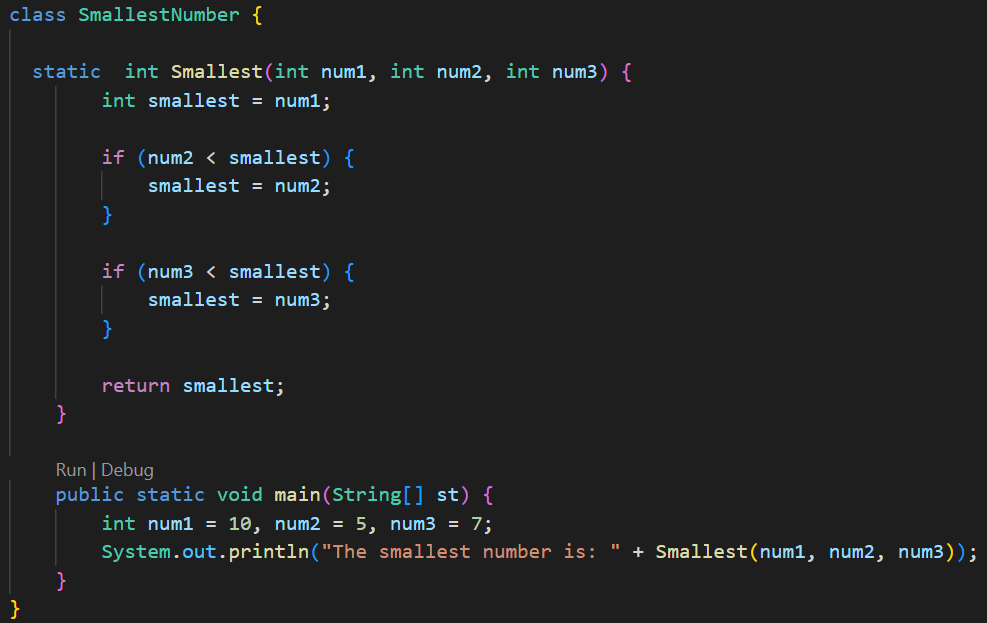 class SmallestNumber {
static  int Smallest(int num1, int num2, int num3) {
int smallest = num1;
if (num2 < smallest) {
smallest = num2;
}
if (num3 < smallest) {
smallest = num3;
}
return smallest;
}
Run | Debug
public static void main(String[] st) {
int num1 = 10, num2 = 5, num3 = 7;
System.out.println("The smallest number is: " + Smallest(num1, num2, num3));
}
}